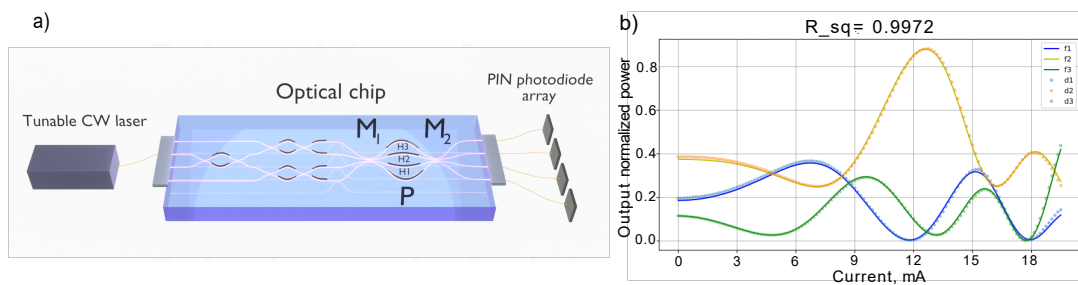 a)
Tunable CW laser
Optical chip
M1
M2
H3
H2
H1
P
PIN photodiode
array
b)
R_sq= 0.9972
Output normalized power
0.8
0.6
0.4
0.2
0.0
0 3 6 9 12 15 18
Current, mA
f1
f2
f3
d1
d2
d3